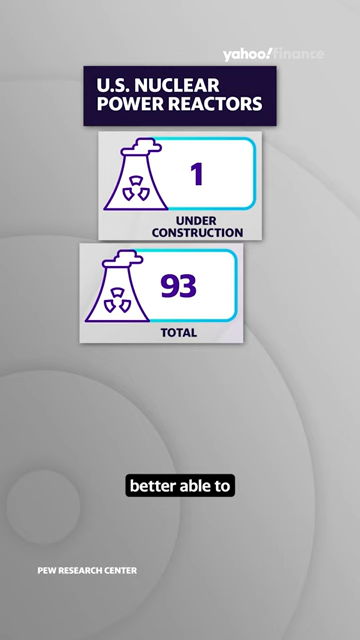 yahoo!finance
U.S. NUCLEAR
POWER REACTORS
1
UNDER
CONSTRUCTION
93
TOTAL
better able to
PEW RESEARCH CENTER